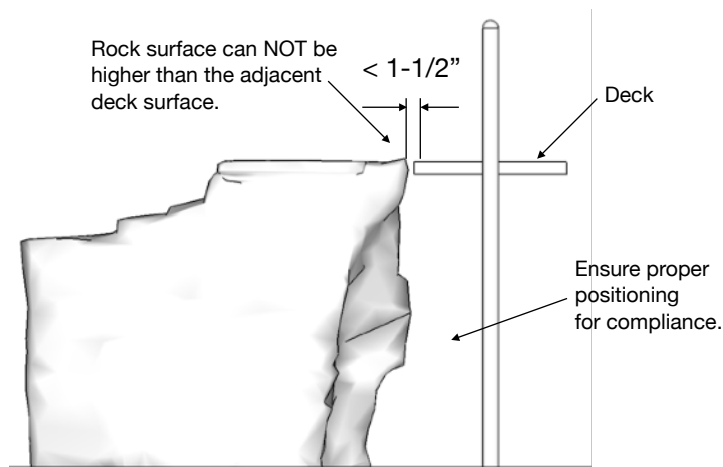 Rock surface can NOT be
higher than the adjacent
deck surface.
< 1-1/2”
Deck
Ensure proper
positioning
for compliance.